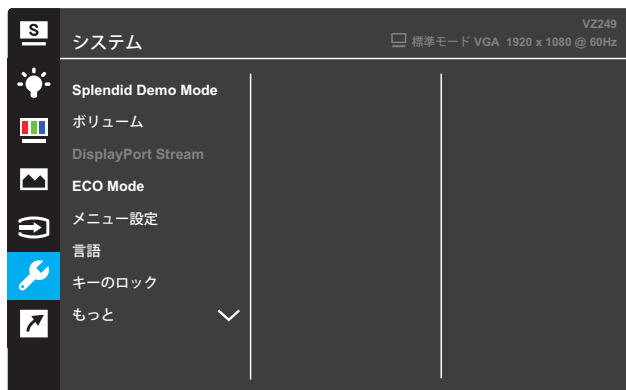 S
VZ249
システム
標準モード VGA 1920 x 1080 @ 60Hz
Splendid Demo Mode
ボリューム
DisplayPort Stream
ECO Mode
メニュー設定
言語
キーのロック
もっと